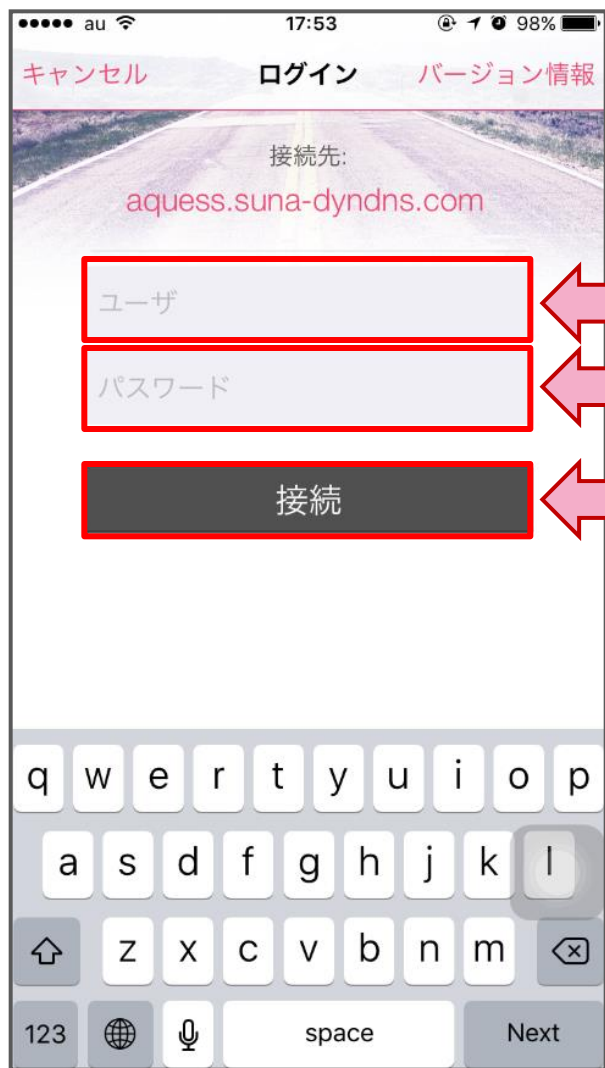 au 17:53 98%
キャンセル ログイン バージョン情報
接続先:
aquess.suna-dyndns.com
ユーザ
パスワード
接続
q w e r t y u i o p
a s d f g h j k l
z x c v b n m
123 space Next